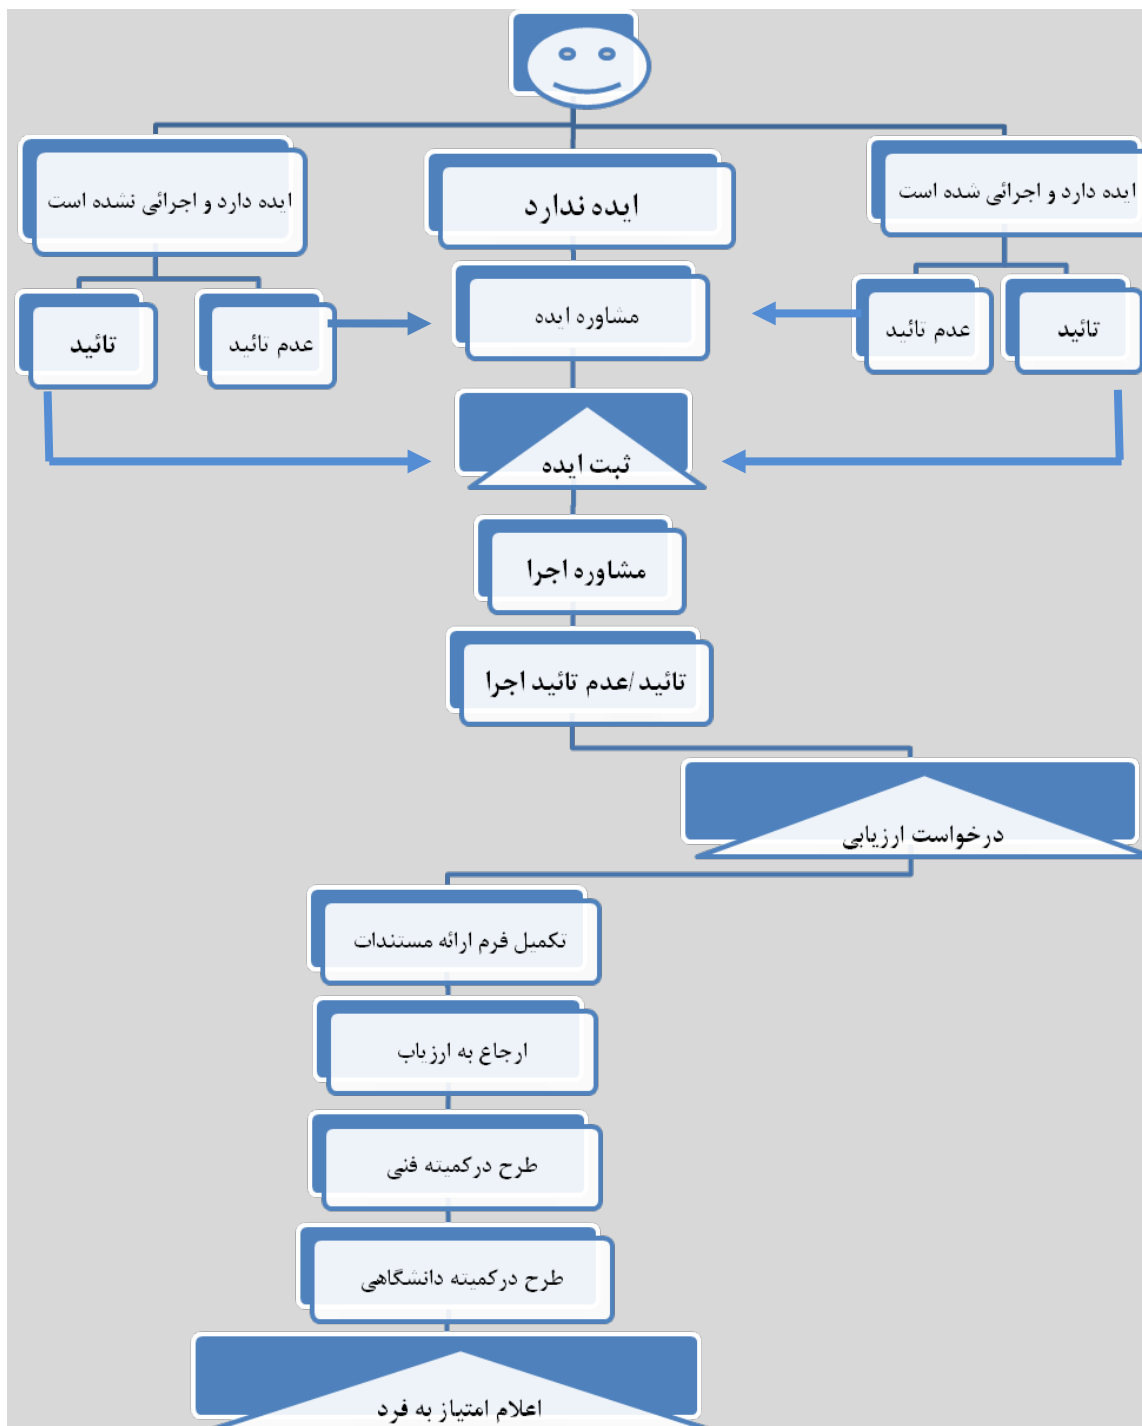 ایده دارد و اجرائی شده است
ایده ندارد
ایده دارد و اجرائی نشده است
تائید
عدم تائید
مشاوره ایده
عدم تائید
تائید
ثبت ایده
مشاوره اجرا
تائید /عدم تائید اجرا
درخواست ارزیابی
تکمیل فرم ارائه مستندات
ارجاع به ارزیاب
طرح درکمیته فنی
طرح درکمیته دانشگاهی
اعلام امتیاز به فرد